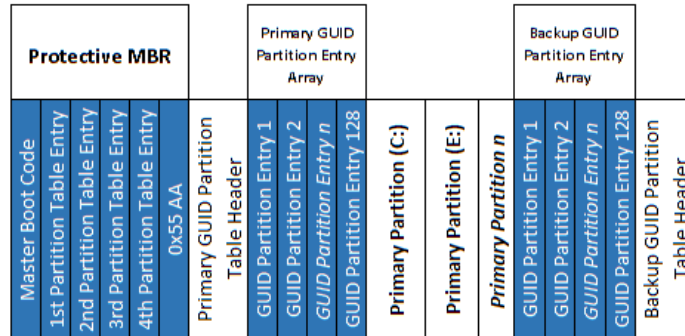 Protective MBR
Primary GUID
Partition Entry
Array
Backup GUID
Partition Entry
Array
Master Boot Code
1st Partition Table Entry
2nd Partition Table Entry
3rd Partition Table Entry
4th Partition Table Entry
0x55 AA
Primary GUID Partition
Table Header
GUID Partition Entry 1
GUID Partition Entry 2
GUID Partition Entry n
GUID Partition Entry 128
Primary Partition (C:)
Primary Partition (E:)
Primary Partition n
GUID Partition Entry 1
GUID Partition Entry 2
GUID Partition Entry n
GUID Partition Entry 128
Backup GUID Partition
Table Header